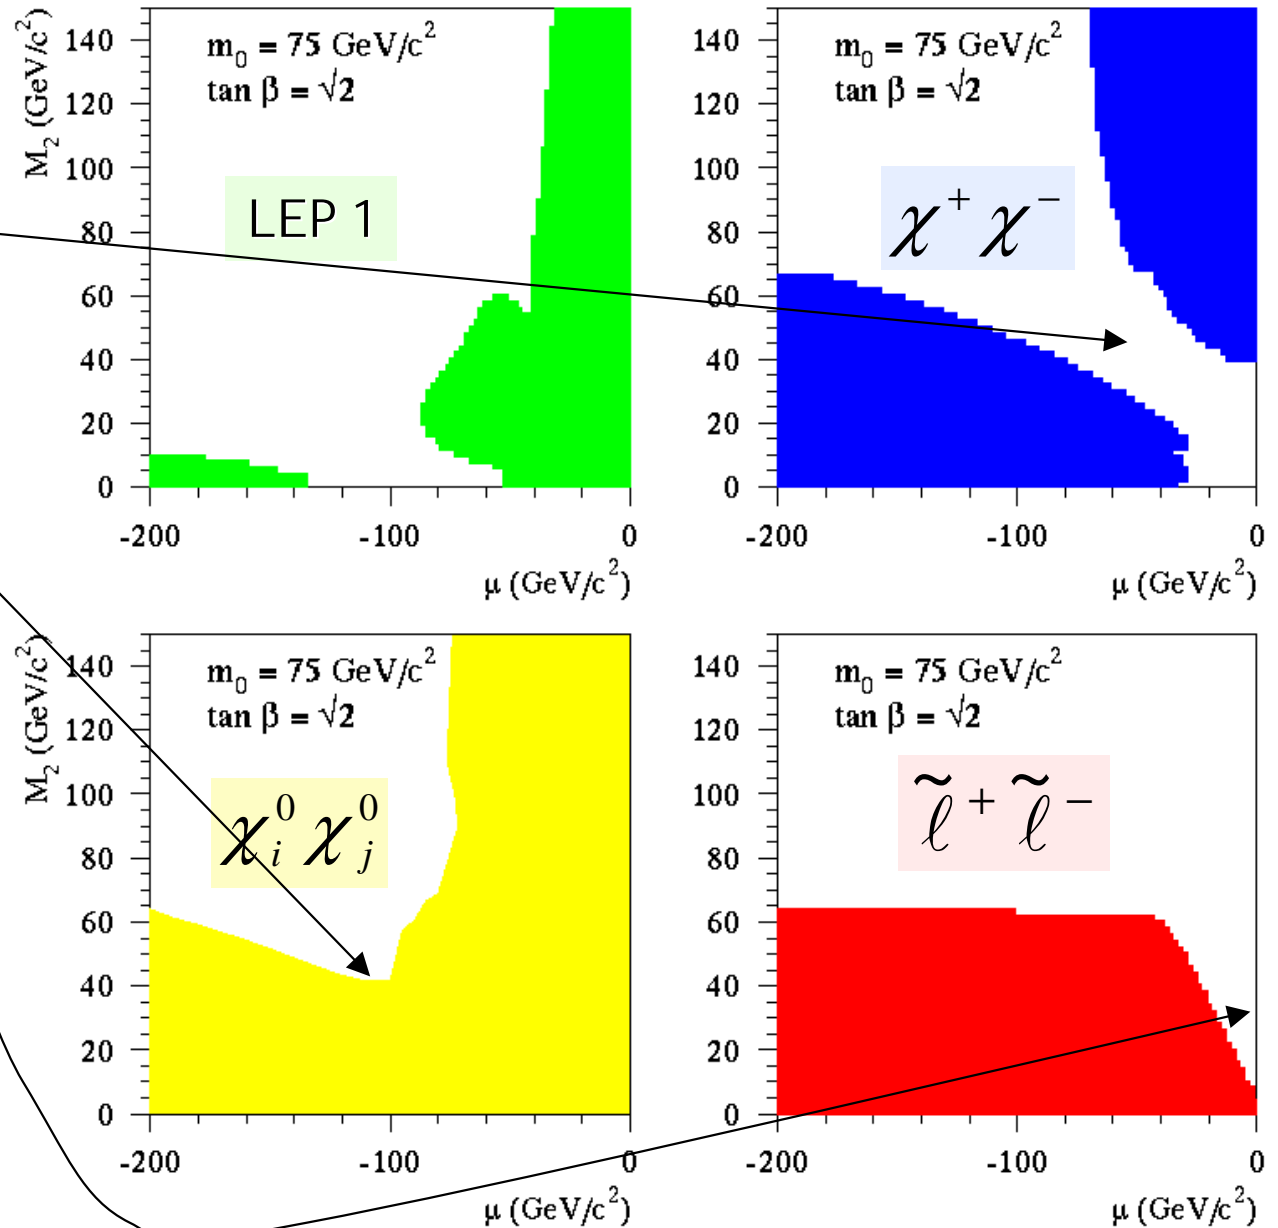 M₂ (GeV/c²)
m₀ = 75 GeV/c²
tan β = √2
LEP 1
140
120
100
80
60
40
20
0
-200 -100 0
μ (GeV/c²)
m₀ = 75 GeV/c²
tan β = √2
χ⁺ χ⁻
140
120
100
80
60
40
20
0
-200 -100 0
μ (GeV/c²)
M₂ (GeV/c²)
m₀ = 75 GeV/c²
tan β = √2
χ⁰ᵢ χ⁰ⱼ
140
120
100
80
60
40
20
0
-200 -100 0
μ (GeV/c²)
m₀ = 75 GeV/c²
tan β = √2
ℓ̃⁺ ℓ̃⁻
140
120
100
80
60
40
20
0
-200 -100 0
μ (GeV/c²)